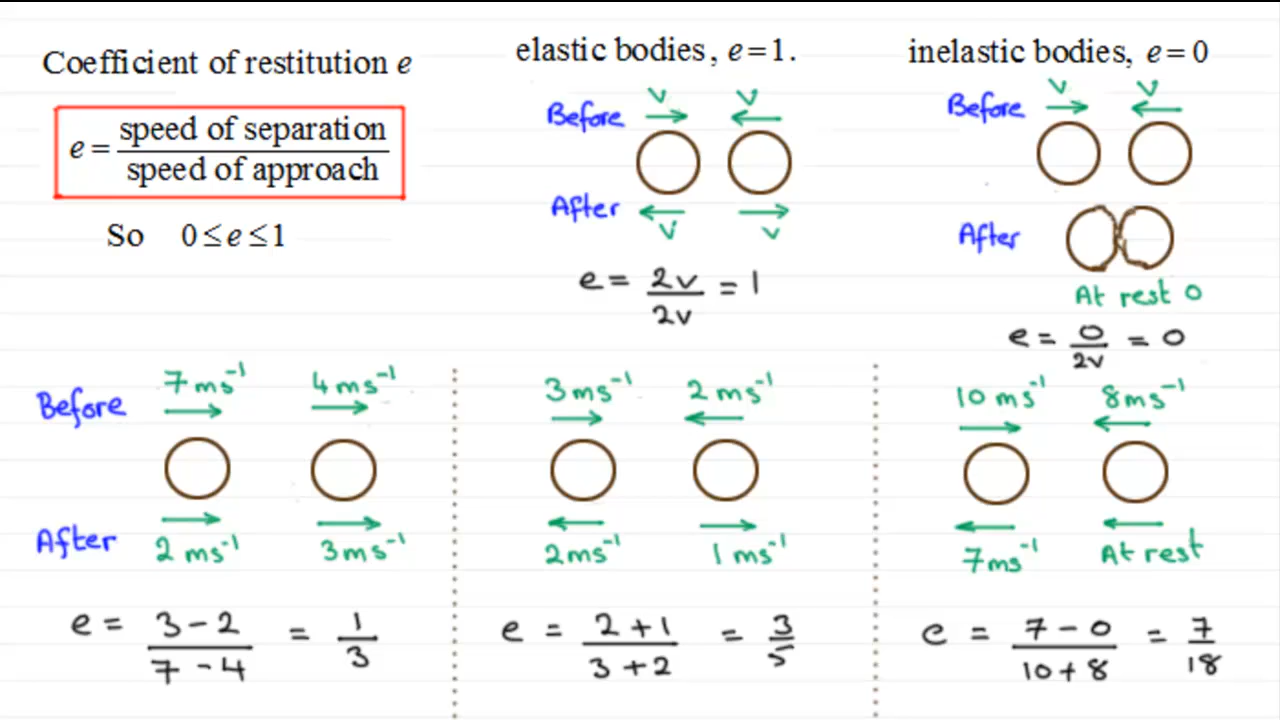 Coefficient of restitution e
e = speed of separation / speed of approach
So 0 ≤ e ≤ 1
elastic bodies, e = 1.
Before v v
After v v
e = 2v / 2v = 1
inelastic bodies, e = 0
Before v v
After
At rest 0
e = 0 / 2v = 0
Before 7 ms⁻¹ 4 ms⁻¹
After 2 ms⁻¹ 3 ms⁻¹
e = 3 - 2 / 7 - 4 = 1 / 3
3 ms⁻¹ 2 ms⁻¹
2 ms⁻¹ 1 ms⁻¹
e = 2 + 1 / 3 + 2 = 3 / 5
10 ms⁻¹ 8 ms⁻¹
7 ms⁻¹ At rest
e = 7 - 0 / 10 + 8 = 7 / 18